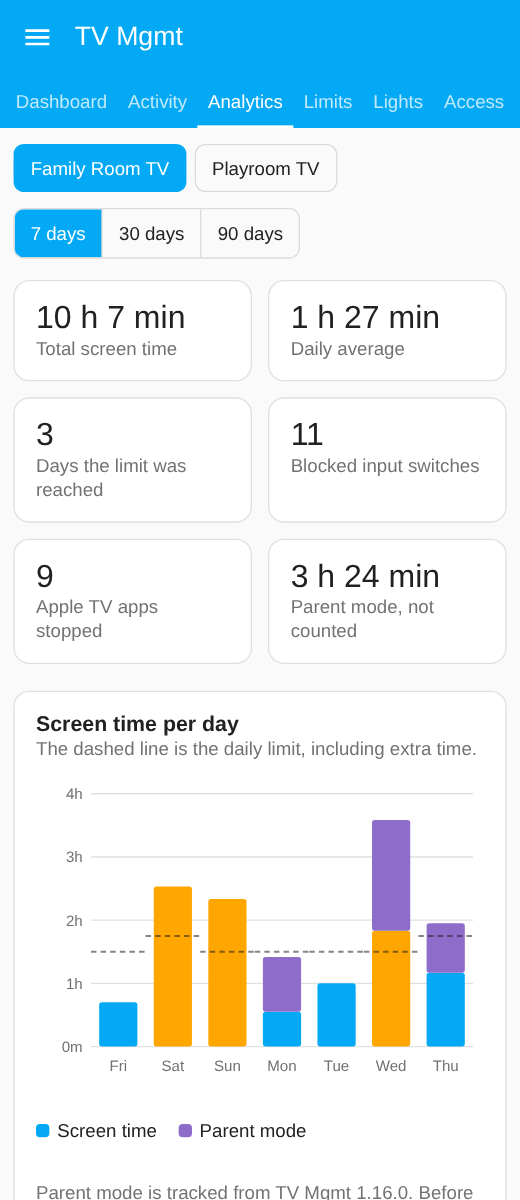 TV Mgmt
Dashboard Activity Analytics Limits Lights Access
Family Room TV Playroom TV
7 days 30 days 90 days
10 h 7 min
Total screen time
1 h 27 min
Daily average
3
Days the limit was
reached
11
Blocked input switches
9
Apple TV apps
stopped
3 h 24 min
Parent mode, not
counted
Screen time per day
The dashed line is the daily limit, including extra time.
4h
3h
2h
1h
0m
Fri Sat Sun Mon Tue Wed Thu
Screen time Parent mode
Parent mode is tracked from TV Mgmt 1.16.0. Before